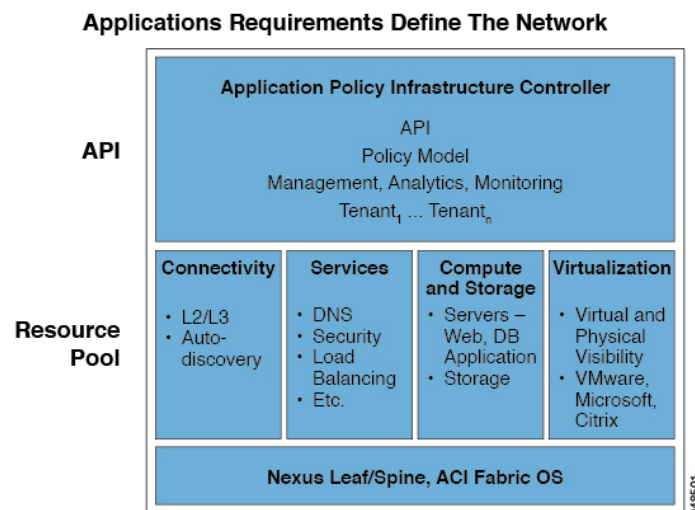 Applications Requirements Define The Network
API
Application Policy Infrastructure Controller
API
Policy Model
Management, Analytics, Monitoring
Tenant1 ... Tenantn
Resource
Pool
Connectivity
• L2/L3
• Auto-
discovery
Services
• DNS
• Security
• Load
Balancing
• Etc.
Compute
and Storage
• Servers –
Web, DB
Application
• Storage
Virtualization
• Virtual and
Physical
Visibility
• VMware,
Microsoft,
Citrix
Nexus Leaf/Spine, ACI Fabric OS